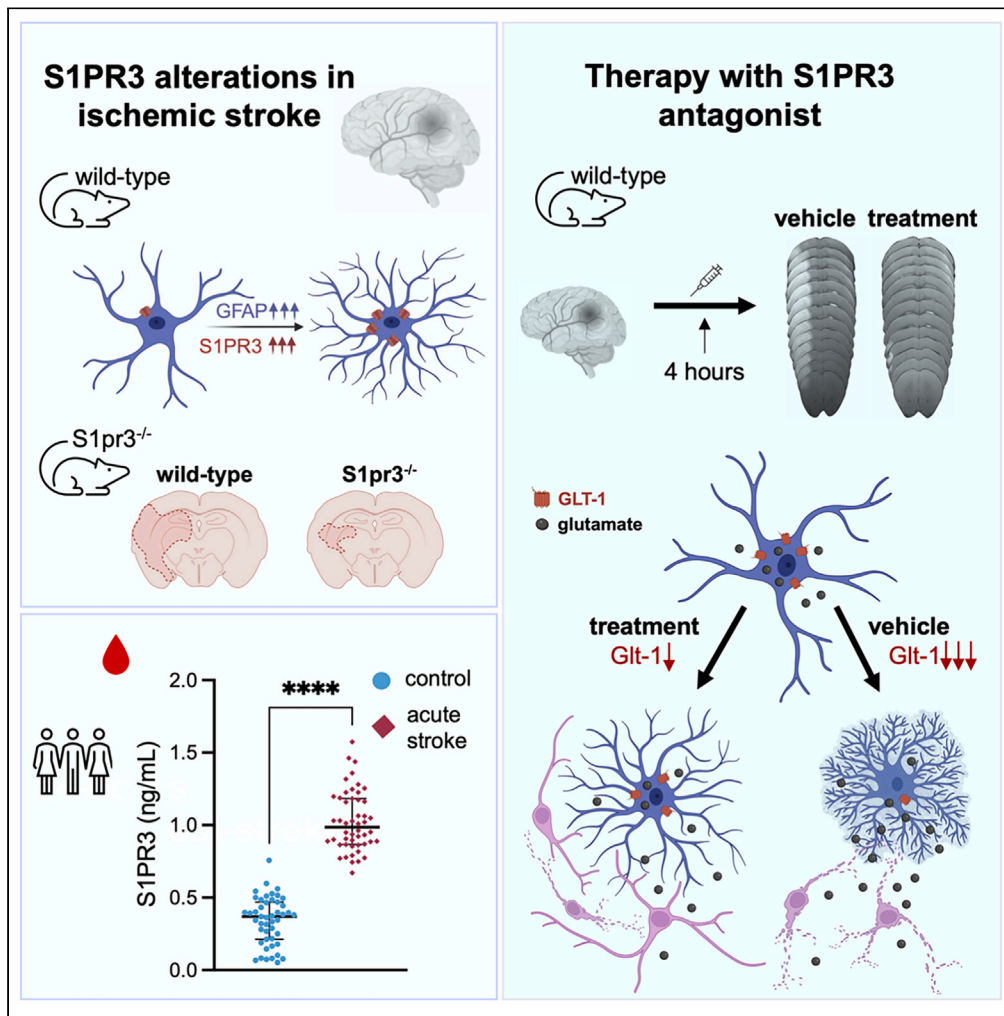 S1PR3 alterations in
ischemic stroke
wild-type
GFAP↑↑↑
S1PR3 ↑↑↑
S1pr3-/-
wild-type
S1pr3-/-
2.0
1.5
1.0
0.5
0.0
S1PR3 (ng/mL)
****
control
acute
stroke
Therapy with S1PR3
antagonist
wild-type
vehicle treatment
4 hours
GLT-1
glutamate
treatment
Glt-1↓
vehicle
Glt-1↓↓↓